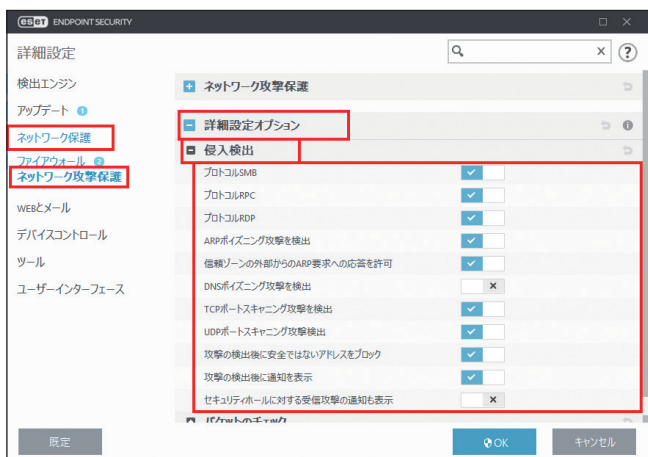 eset ENDPOINT SECURITY
詳細設定
検出エンジン
アップデート 1
ネットワーク保護
ファイアウォール 2
ネットワーク攻撃保護
WEBとメール
デバイスコントロール
ツール
ユーザーインターフェース
ネットワーク攻撃保護
詳細設定オプション
侵入検出
プロトコルSMB
プロトコルRPC
プロトコルRDP
ARPポイズニング攻撃を検出
信頼ゾーンの外部からのARP要求への応答を許可
DNSポイズニング攻撃を検出
TCPポートスキャニング攻撃を検出
UDPポートスキャニング攻撃検出
攻撃の検出後に安全ではないアドレスをブロック
攻撃の検出後に通知を表示
セキュリティホールに対する受信攻撃の通知も表示
パケットのチェック
既定
OK
キャンセル